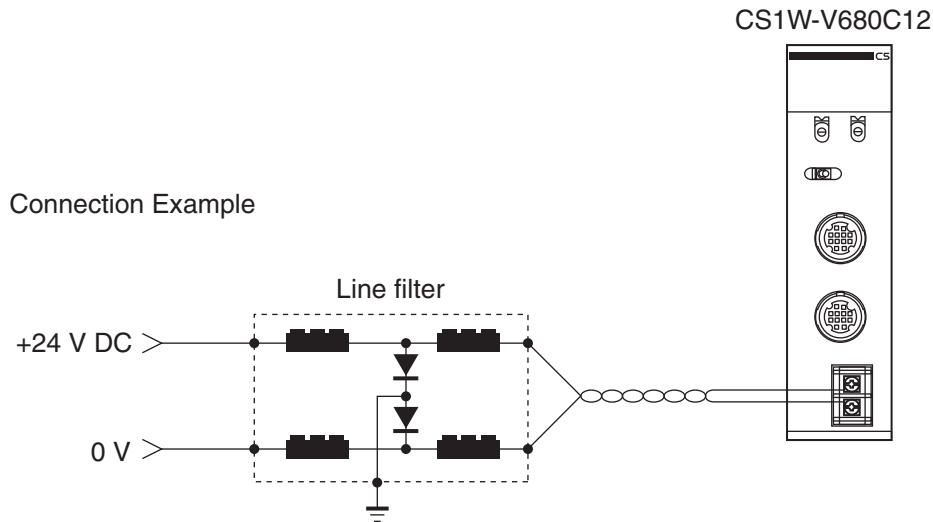 CS1W-V680C12
CS
Connection Example
Line filter
+24 V DC
0 V